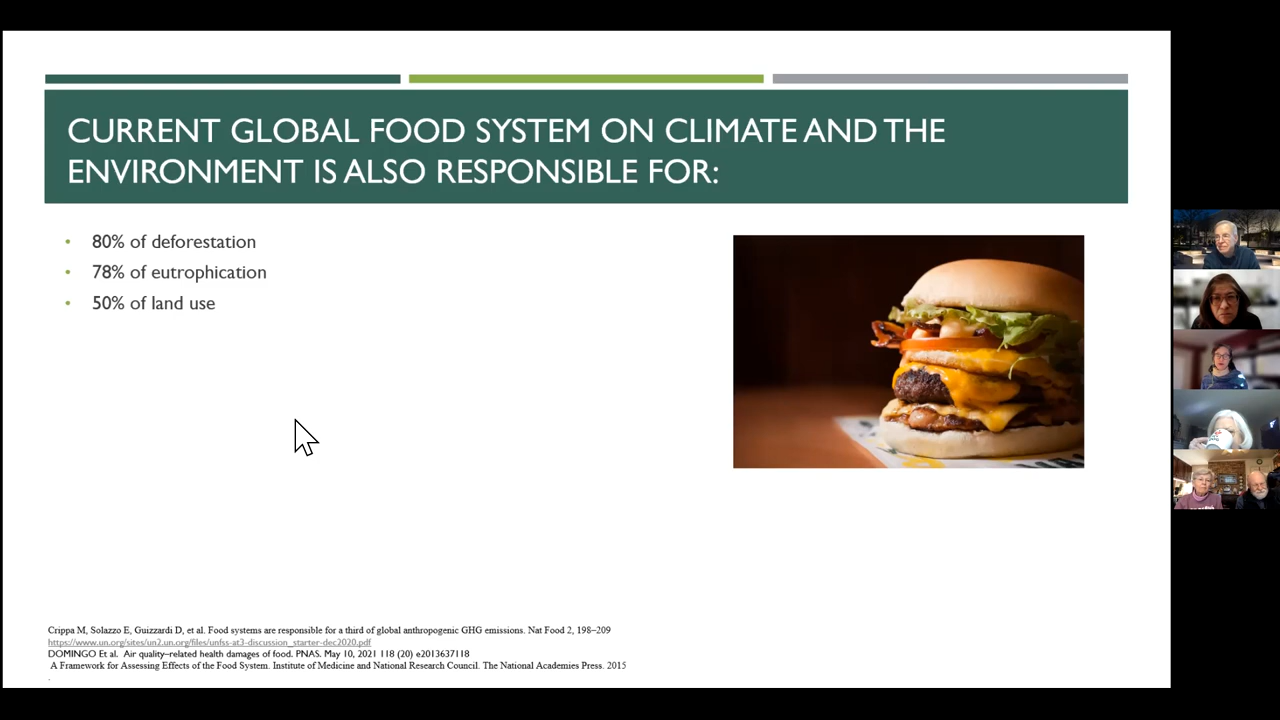 CURRENT GLOBAL FOOD SYSTEM ON CLIMATE AND THE
ENVIRONMENT IS ALSO RESPONSIBLE FOR:
• 80% of deforestation
• 78% of eutrophication
• 50% of land use
Crippa M, Solazzo E, Guizzardi D, et al. Food systems are responsible for a third of global anthropogenic GHG emissions. Nat Food 2, 198–209
https://www.un.org/sites/un2.un.org/files/unfss-at3-discussion_starter-dec2020.pdf
DOMINGO Et al. Air quality–related health damages of food. PNAS. May 10, 2021 118 (20) e2013637118
A Framework for Assessing Effects of the Food System. Institute of Medicine and National Research Council. The National Academies Press. 2015
.